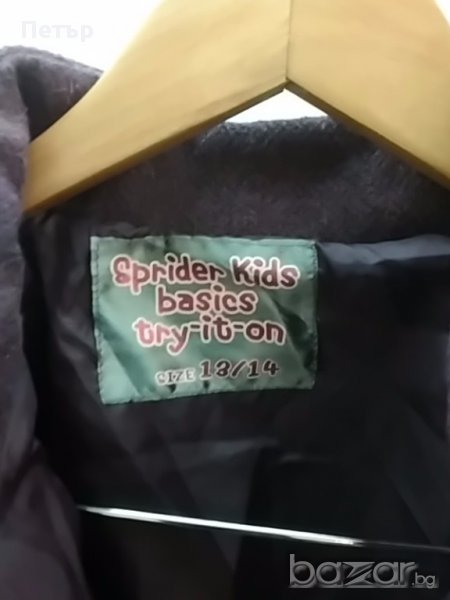 Петър
Sprider Kids
basics
try-it-on
SIZE 13/14
bazar.bg